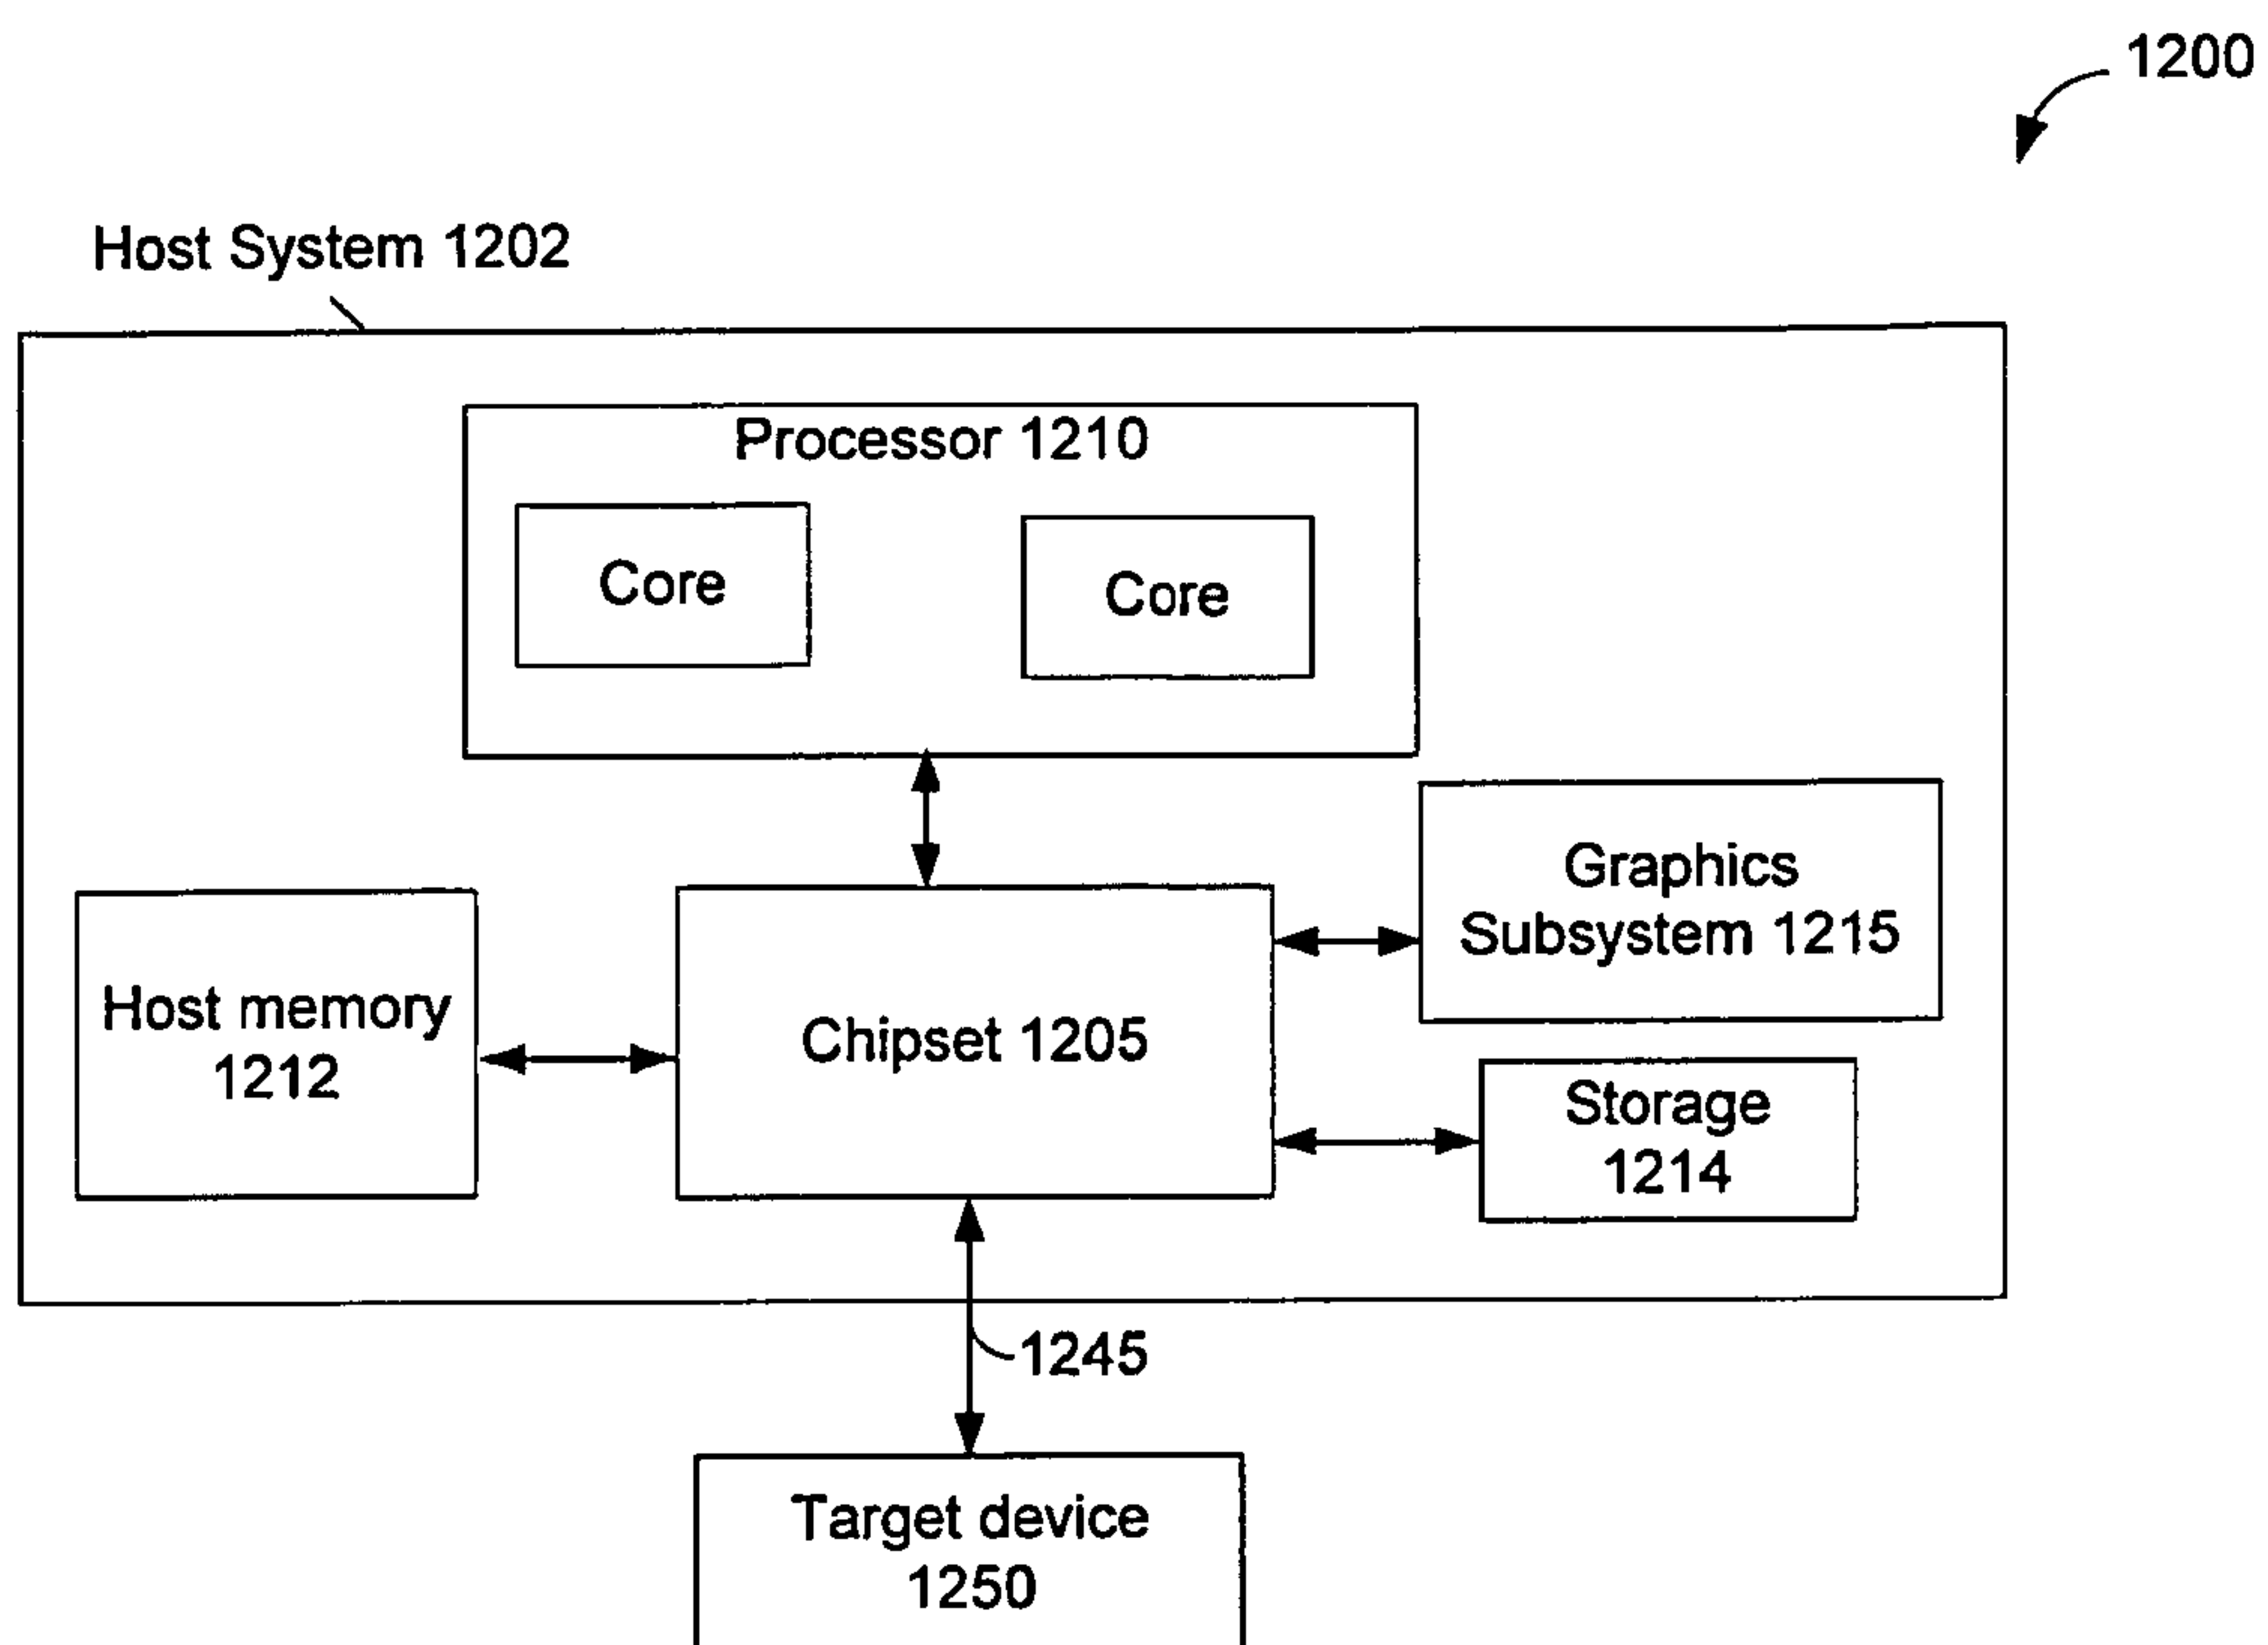 1200
Host System 1202
Processor 1210
Core
Core
Graphics
Subsystem 1215
Host memory
1212
Chipset 1205
Storage
1214
1245
Target device
1250